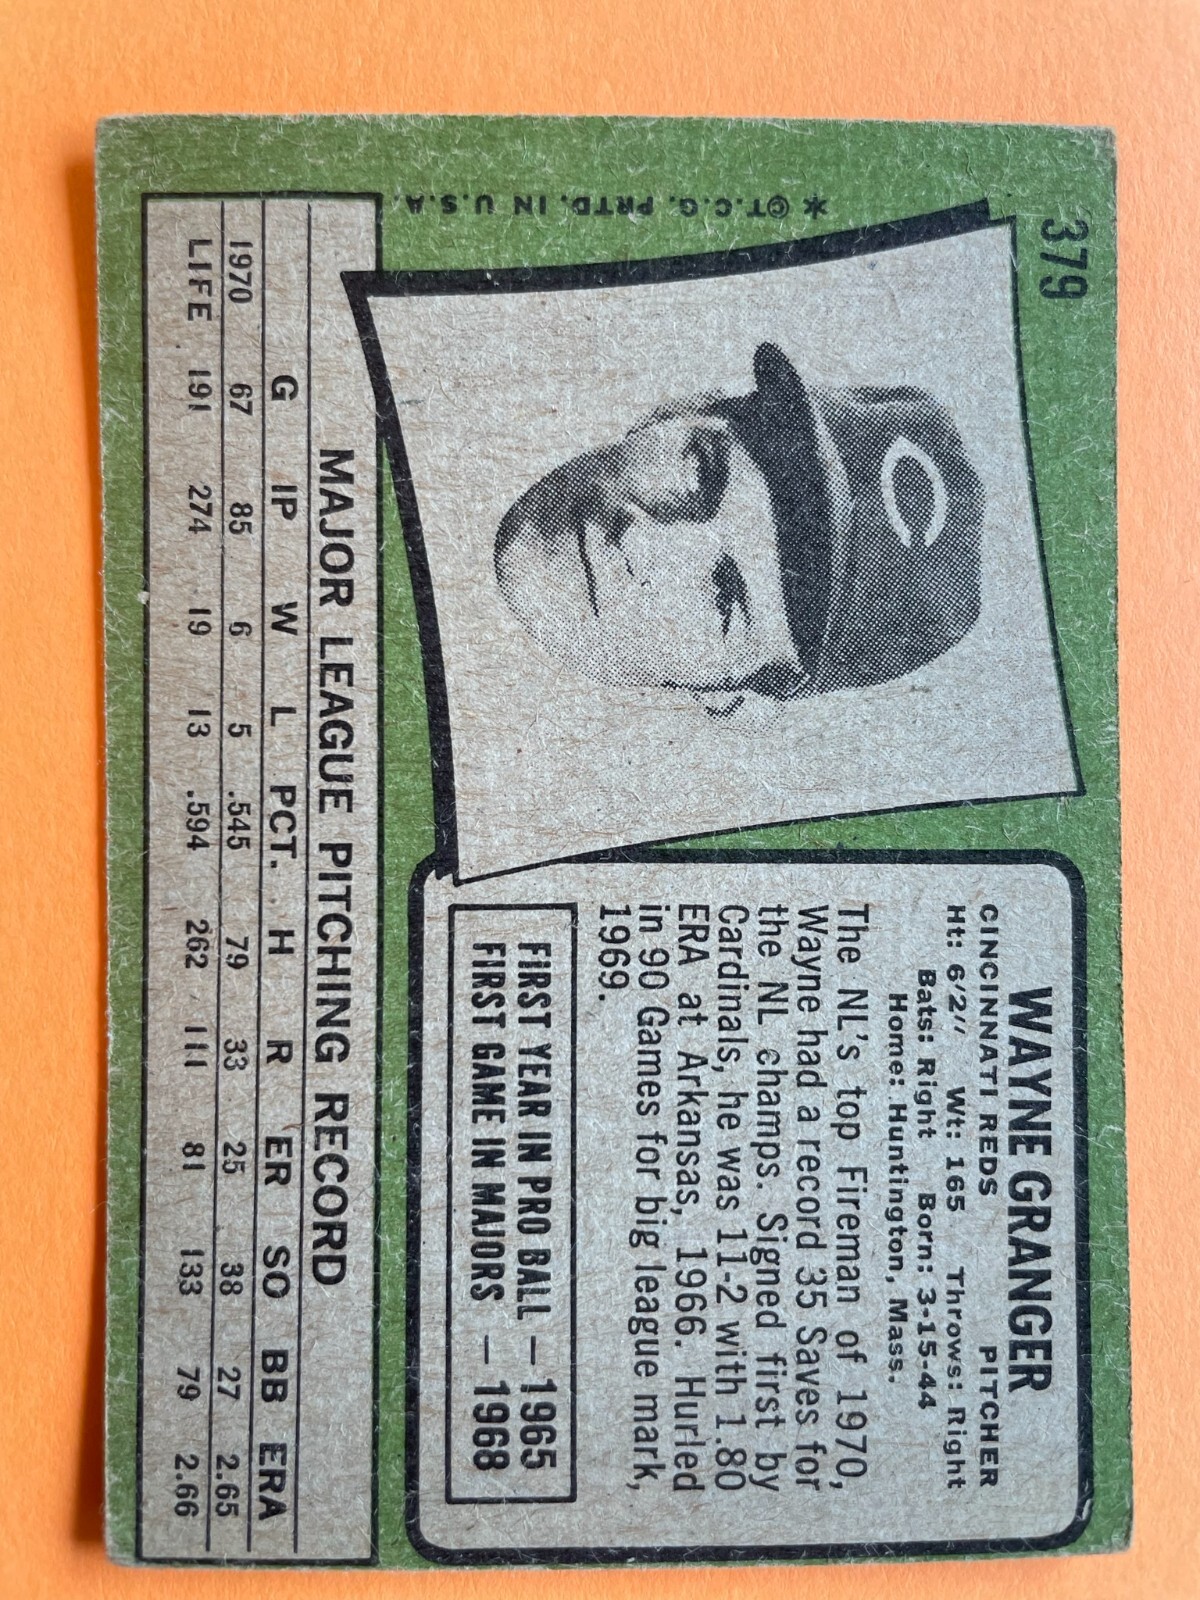 379
* ©T.C.G. PRTD. IN U.S.A.
C
WAYNE GRANGER
CINCINNATI REDS PITCHER
Ht: 6'2" Wt: 165 Throws: Right
Bats: Right Born: 3-15-44
Home: Huntington, Mass.
The NL's top Fireman of 1970,
Wayne had a record 35 Saves for
the NL champs. Signed first by
Cardinals, he was 11-2 with 1.80
ERA at Arkansas, 1966. Hurled
in 90 Games for big league mark,
1969.
FIRST YEAR IN PRO BALL – 1965
FIRST GAME IN MAJORS – 1968
MAJOR LEAGUE PITCHING RECORD
G IP W L PCT. H R ER SO BB ERA
1970 67 85 6 5 .545 79 33 25 38 27 2.65
LIFE 191 274 19 13 .594 262 111 81 133 79 2.66